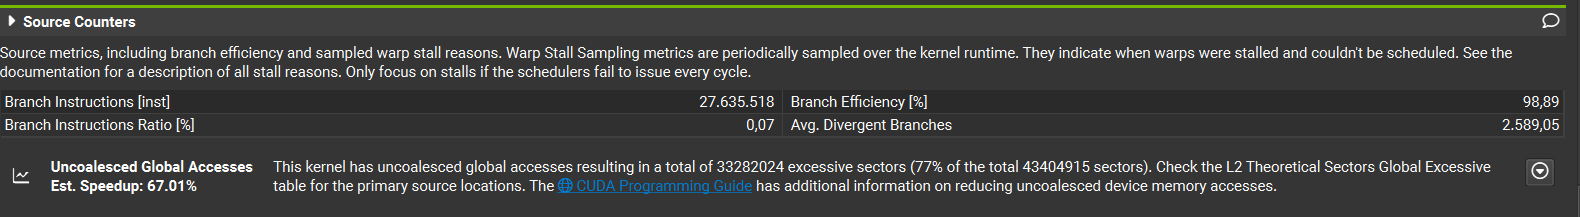 Source Counters
Source metrics, including branch efficiency and sampled warp stall reasons. Warp Stall Sampling metrics are periodically sampled over the kernel runtime. They indicate when warps were stalled and couldn't be scheduled. See the
documentation for a description of all stall reasons. Only focus on stalls if the schedulers fail to issue every cycle.
Branch Instructions [inst] 27.635.518 Branch Efficiency [%] 98,89
Branch Instructions Ratio [%] 0,07 Avg. Divergent Branches 2.589,05
Uncoalesced Global Accesses This kernel has uncoalesced global accesses resulting in a total of 33282024 excessive sectors (77% of the total 43404915 sectors). Check the L2 Theoretical Sectors Global Excessive
Est. Speedup: 67.01% table for the primary source locations. The CUDA Programming Guide has additional information on reducing uncoalesced device memory accesses.